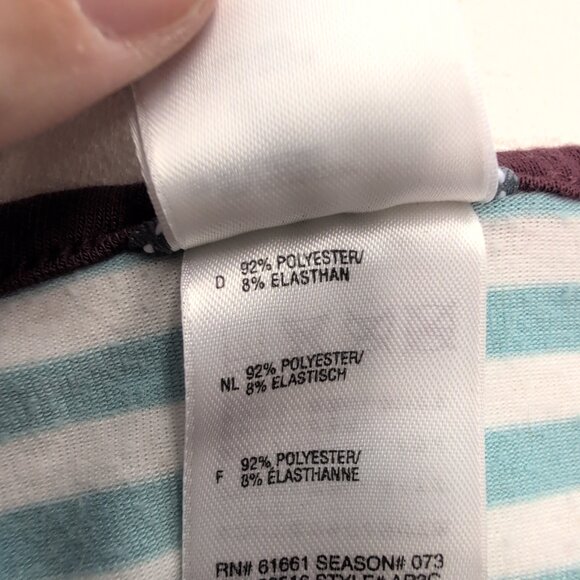 D 92% POLYESTER/
8% ELASTHAN
NL 92% POLYESTER/
8% ELASTISCH
F 92% POLYESTER/
8% ÉLASTHANNE
RN# 61661 SEASON# 073